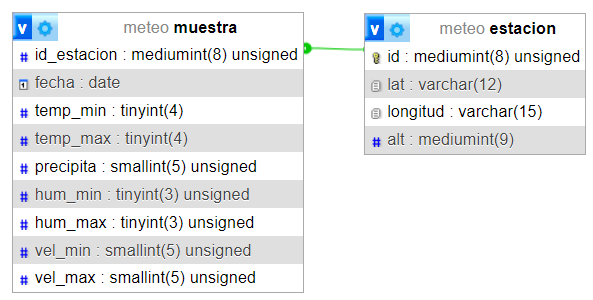 v meteo muestra
# id_estacion : mediumint(8) unsigned
fecha : date
# temp_min : tinyint(4)
# temp_max : tinyint(4)
# precipita : smallint(5) unsigned
# hum_min : tinyint(3) unsigned
# hum_max : tinyint(3) unsigned
# vel_min : smallint(5) unsigned
# vel_max : smallint(5) unsigned
v meteo estacion
id : mediumint(8) unsigned
lat : varchar(12)
longitud : varchar(15)
# alt : mediumint(9)